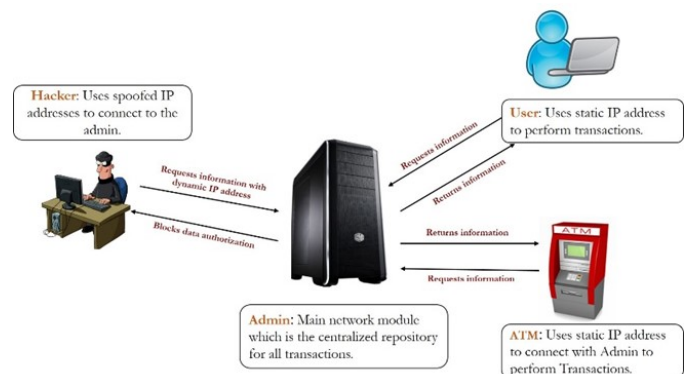 Hacker: Uses spoofed IP
addresses to connect to the
admin.
User: Uses static IP address
to perform transactions.
Requests information
Returns information
Requests information with
dynamic IP address
Blocks data authorization
ATM
Returns information
Requests information
Admin: Main network module
which is the centralized repository
for all transactions.
ATM: Uses static IP address
to connect with Admin to
perform Transactions.